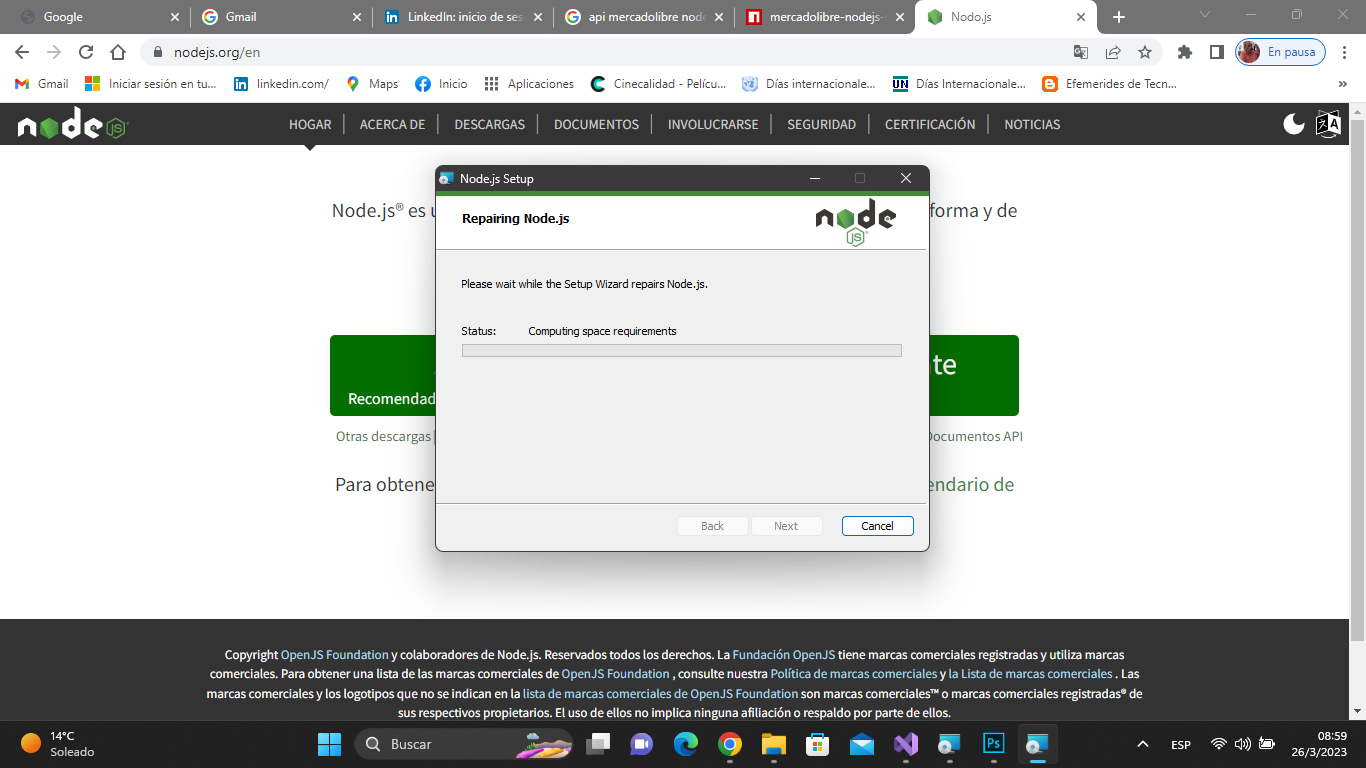 Google
Gmail
LinkedIn: inicio de ses
api mercadolibre node
mercadolibre-nodejs-
Nodo.js
nodejs.org/en
En pausa
Gmail
Iniciar sesión en tu...
linkedin.com/
Maps
Inicio
Aplicaciones
Cinecalidad - Pelícu...
Días internacionale...
UN
Días Internacionale...
Efemerides de Tecn...
»
node JS
HOGAR
ACERCA DE
DESCARGAS
DOCUMENTOS
INVOLUCRARSE
SEGURIDAD
CERTIFICACIÓN
NOTICIAS
Node.js Setup
Node.js® es
forma y de
Repairing Node.js
node JS
Please wait while the Setup Wizard repairs Node.js.
Status: Computing space requirements
te
Recomendad
Otras descargas
Documentos API
Para obtene
endario de
Back
Next
Cancel
Copyright OpenJS Foundation y colaboradores de Node.js. Reservados todos los derechos. La Fundación OpenJS tiene marcas comerciales registradas y utiliza marcas
comerciales. Para obtener una lista de las marcas comerciales de OpenJS Foundation , consulte nuestra Política de marcas comerciales y la Lista de marcas comerciales . Las
marcas comerciales y los logotipos que no se indican en la lista de marcas comerciales de OpenJS Foundation son marcas comerciales™ o marcas comerciales registradas® de
sus respectivos propietarios. El uso de ellos no implica ninguna afiliación o respaldo por parte de ellos.
14°C
Soleado
Buscar
Ps
ESP
08:59
26/3/2023